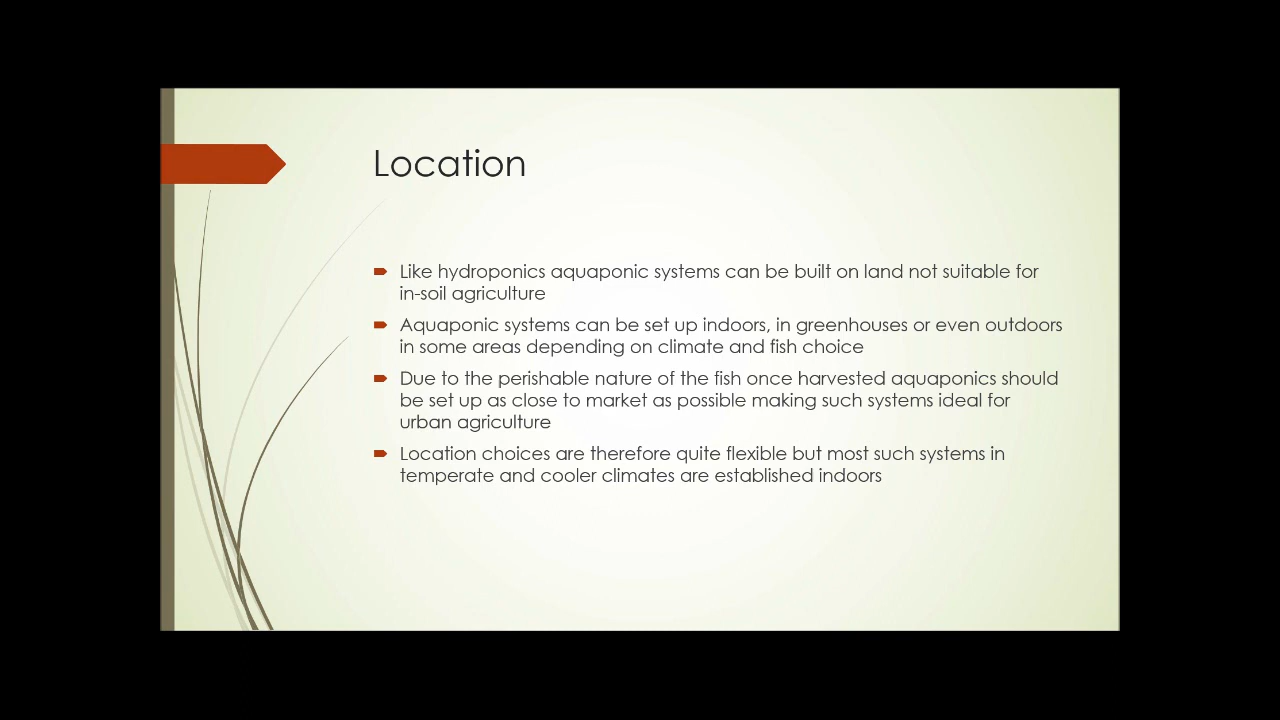 Location
Like hydroponics aquaponic systems can be built on land not suitable for
in-soil agriculture
Aquaponic systems can be set up indoors, in greenhouses or even outdoors
in some areas depending on climate and fish choice
Due to the perishable nature of the fish once harvested aquaponics should
be set up as close to market as possible making such systems ideal for
urban agriculture
Location choices are therefore quite flexible but most such systems in
temperate and cooler climates are established indoors